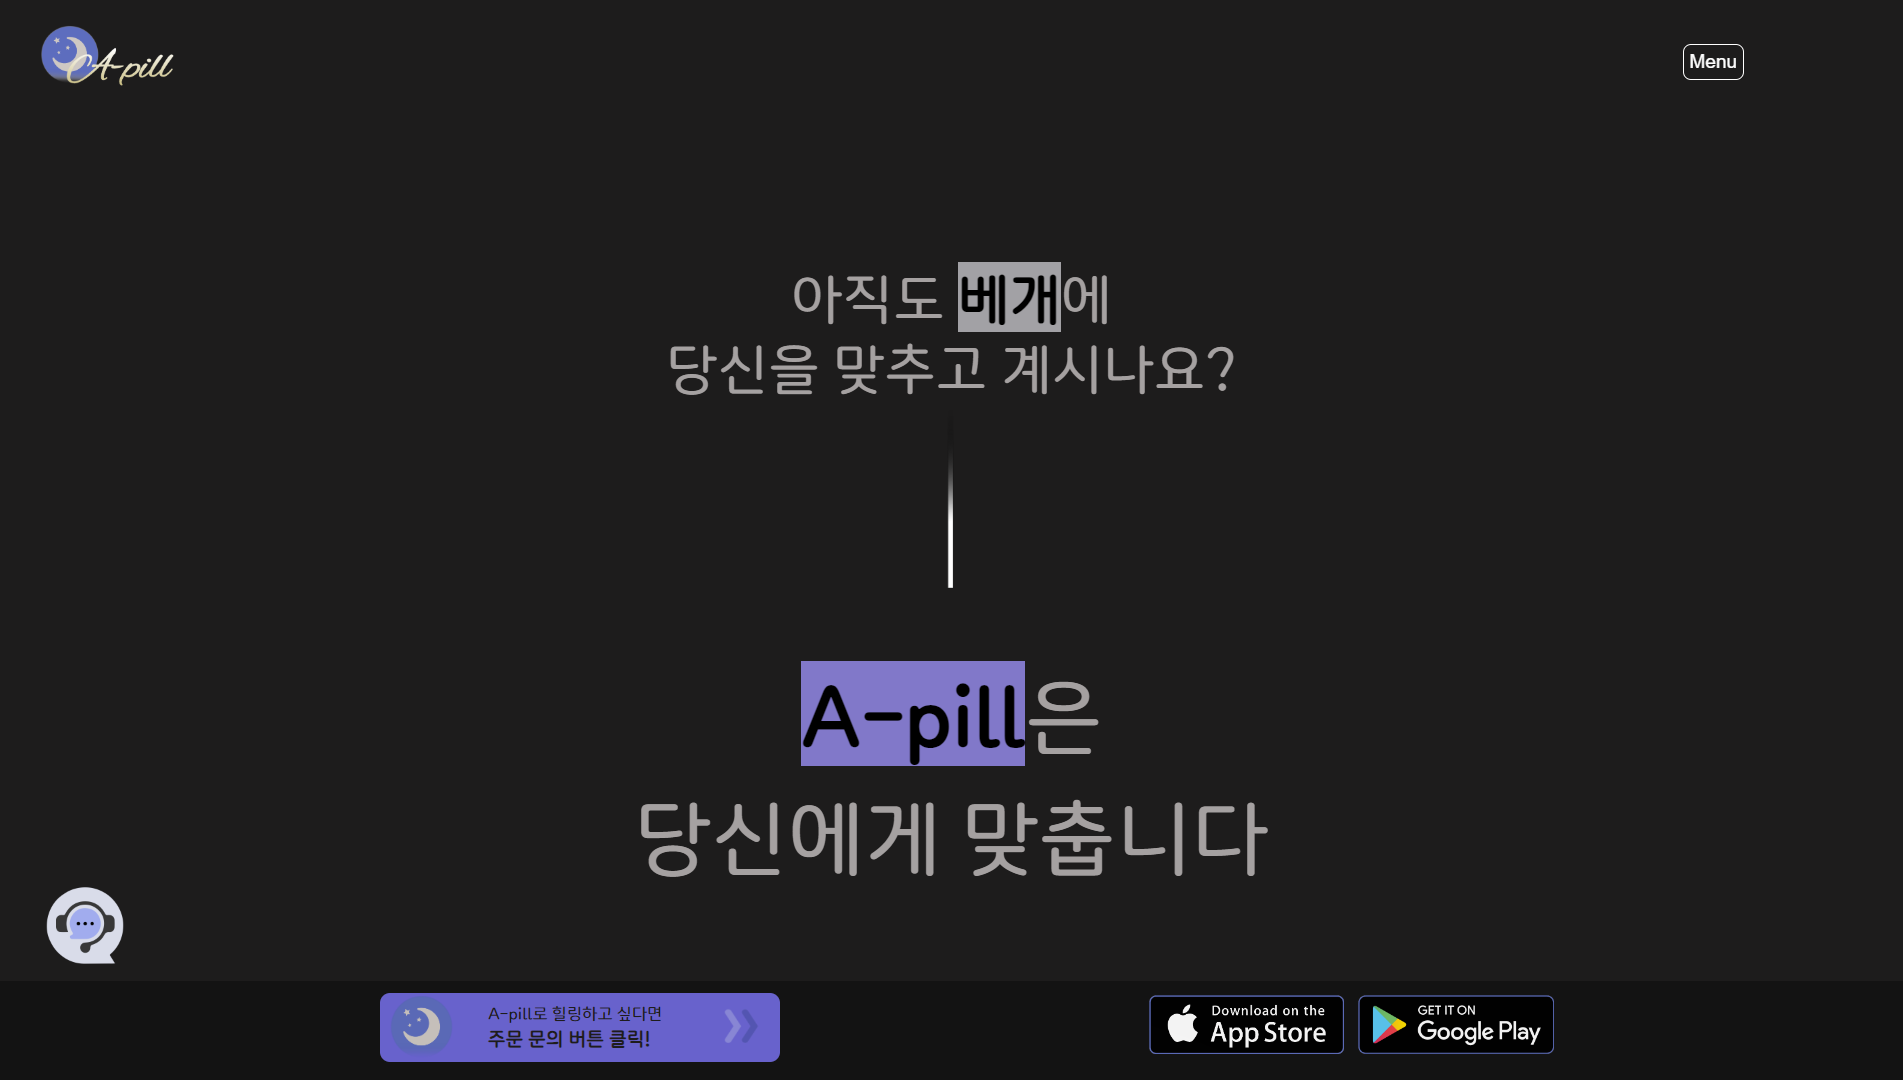 A-pill
Menu
아직도 베개에
당신을 맞추고 계시나요?
A-pill은
당신에게 맞춥니다
A-pill로 힐링하고 싶다면
주문 문의 버튼 클릭!
Download on the
App Store
GET IT ON
Google Play